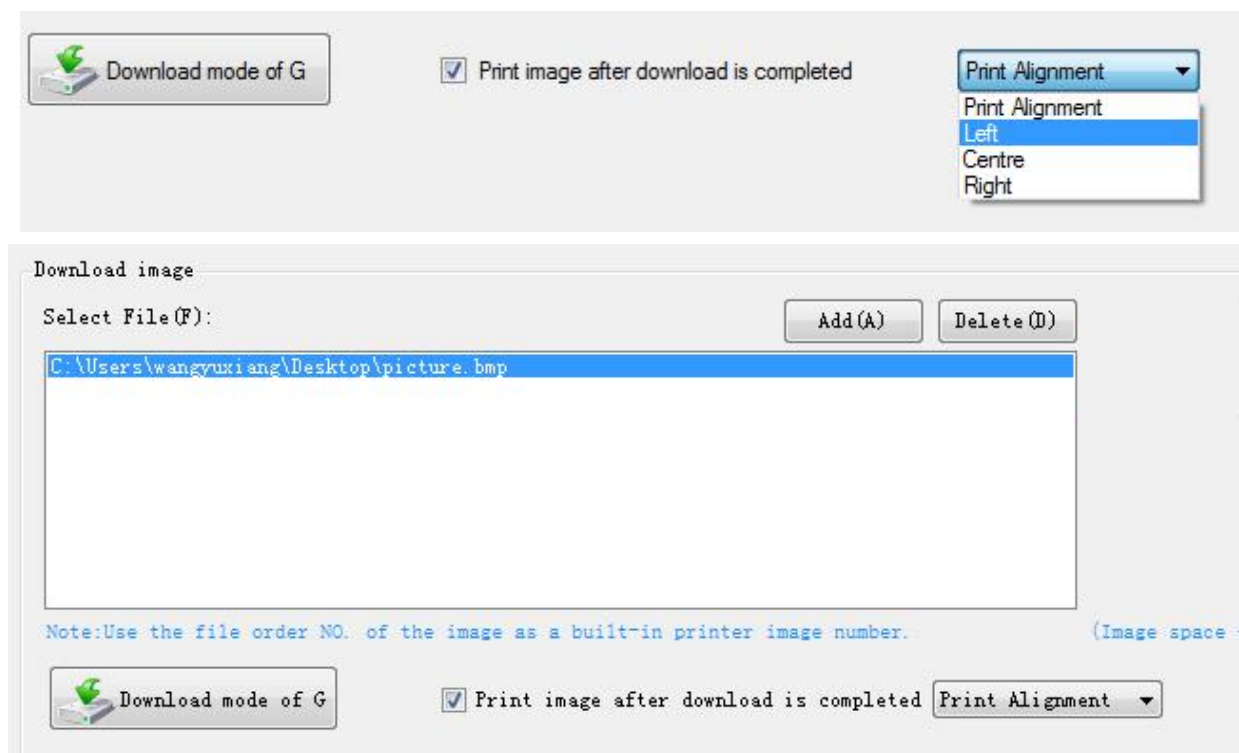 Download mode of G Print image after download is completed Print Alignment
Print Alignment
Left
Centre
Right
Download image
Select File(F): Add(A) Delete(D)
C:\Users\wangyuxiang\Desktop\picture.bmp
Note:Use the file order NO. of the image as a built-in printer image number. (Image space
Download mode of G Print image after download is completed Print Alignment